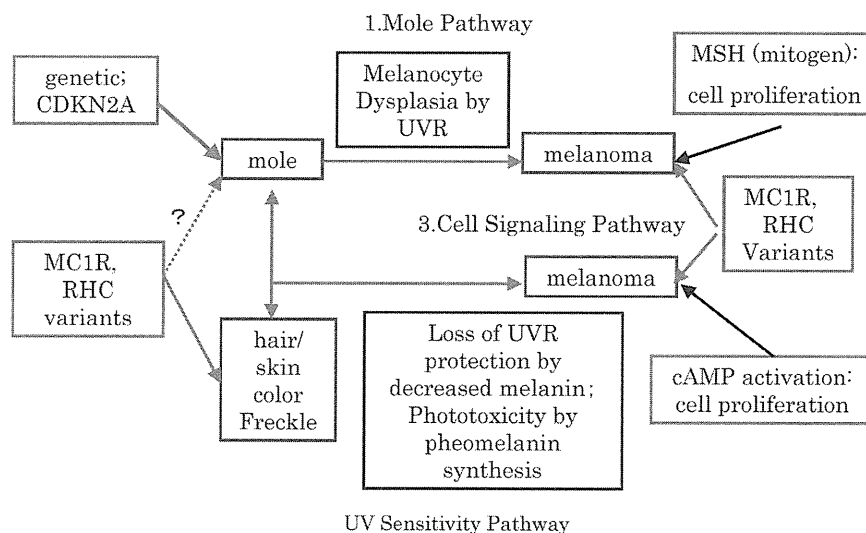 1.Mole Pathway
genetic;
CDKN2A
Melanocyte
Dysplasia by
UVR
MSH (mitogen):
cell proliferation
mole
melanoma
?
3.Cell Signaling Pathway
MC1R,
RHC
Variants
MC1R,
RHC
variants
melanoma
hair/
skin
color
Freckle
Loss of UVR
protection by
decreased melanin;
Phototoxicity by
pheomelanin
synthesis
cAMP activation:
cell proliferation
UV Sensitivity Pathway